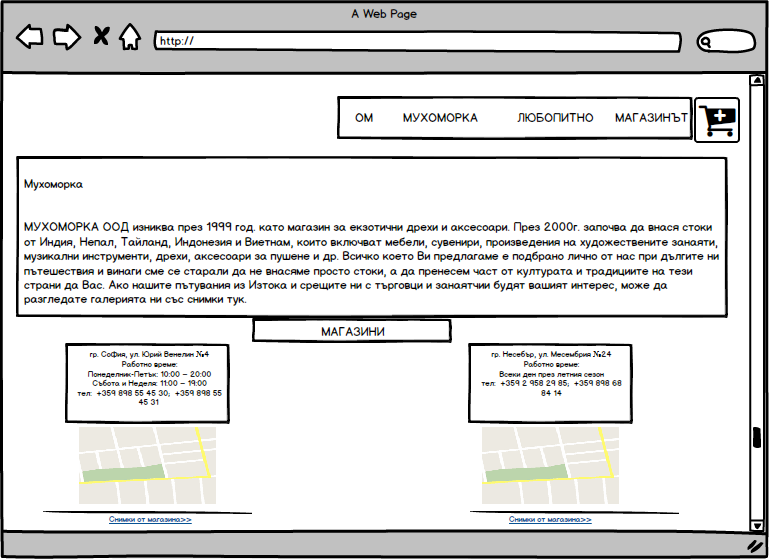 A Web Page
http://
ОМ МУХОМОРКА ЛЮБОПИТНО МАГАЗИНЪТ
Мухоморка
МУХОМОРКА ООД изниква през 1999 год. като магазин за екзотични дрехи и аксесоари. През 2000г. започва да внася стоки
от Индия, Непал, Тайланд, Индонезия и Виетнам, които включват мебели, сувенири, произведения на художествените занаяти,
музикални инструменти, дрехи, аксесоари за пушене и др. Всичко което Ви предлагаме е подбрано лично от нас при дългите ни
пътешествия и винаги сме се старали да не внасяме просто стоки, а да пренесем част от културата и традициите на тези
страни да Вас. Ако нашите пътувания из Изтока и срещите ни с търговци и занаятчии будят вашият интерес, може да
разгледате галерията ни със снимки тук.
МАГАЗИНИ
гр. София, ул. Юрий Венелин №4
Работно време:
Понеделник-Петък: 10:00 – 20:00
Събота и Неделя: 11:00 – 19:00
тел: +359 898 55 45 30; +359 898 55
45 31
Снимки от магазина>>
гр. Несебър, ул. Месембрия №24
Работно време:
Всеки ден през летния сезон
тел: +359 2 958 29 85; +359 898 68
84 14
Снимки от магазина>>